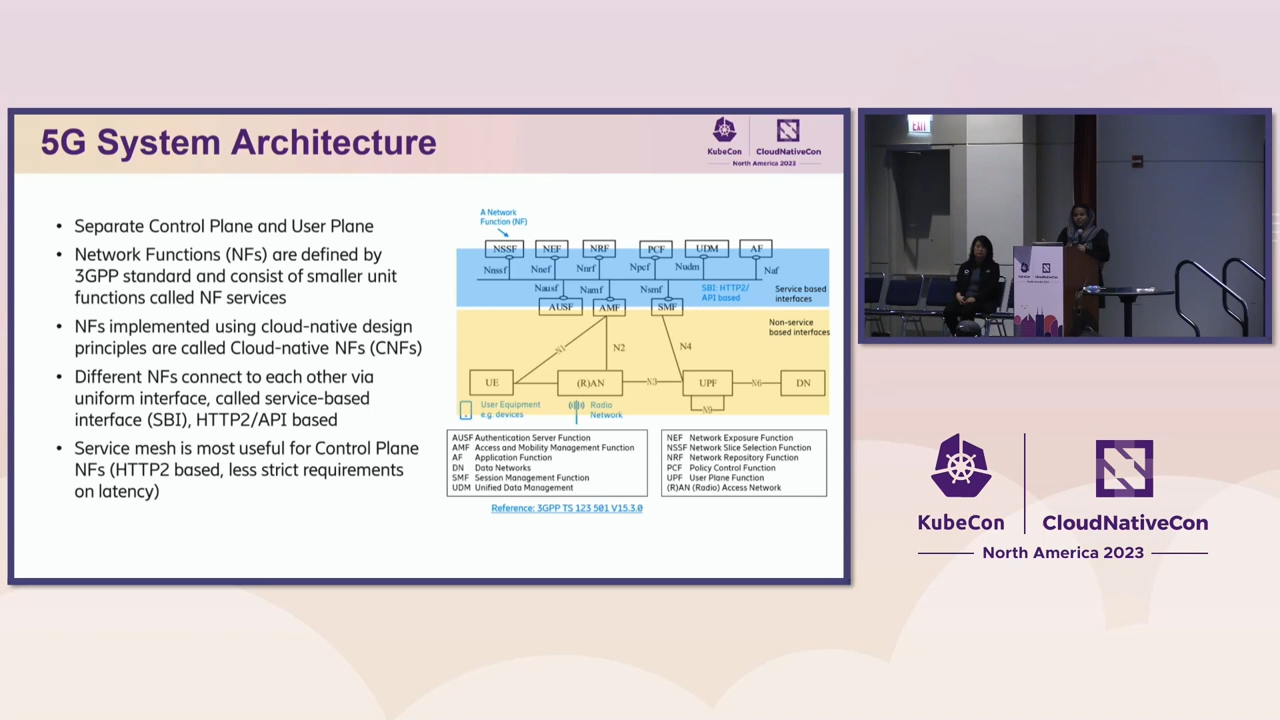 5G System Architecture
KubeCon
CloudNativeCon
North America 2023
• Separate Control Plane and User Plane
• Network Functions (NFs) are defined by
3GPP standard and consist of smaller unit
functions called NF services
• NFs implemented using cloud-native design
principles are called Cloud-native NFs (CNFs)
• Different NFs connect to each other via
uniform interface, called service-based
interface (SBI), HTTP2/API based
• Service mesh is most useful for Control Plane
NFs (HTTP2 based, less strict requirements
on latency)
A Network
Function (NF)
NSSF NEF NRF PCF UDM AF
Nnssf Nnef Nnrf Npcf Nudm Naf
Nausf Namf Nsmf
SBI: HTTP2/
API based
Service based
interfaces
AUSF AMF SMF
Non-service
based interfaces
N1 N2 N4
UE (R)AN N3 UPF N6 DN
N9
User Equipment
e.g. devices
Radio
Network
AUSF Authentication Server Function
AMF Access and Mobility Management Function
AF Application Function
DN Data Networks
SMF Session Management Function
UDM Unified Data Management
NEF Network Exposure Function
NSSF Network Slice Selection Function
NRF Network Repository Function
PCF Policy Control Function
UPF User Plane Function
(R)AN (Radio) Access Network
Reference: 3GPP TS 123 501 V15.3.0
EXIT
KubeCon
CloudNativeCon
North America 2023